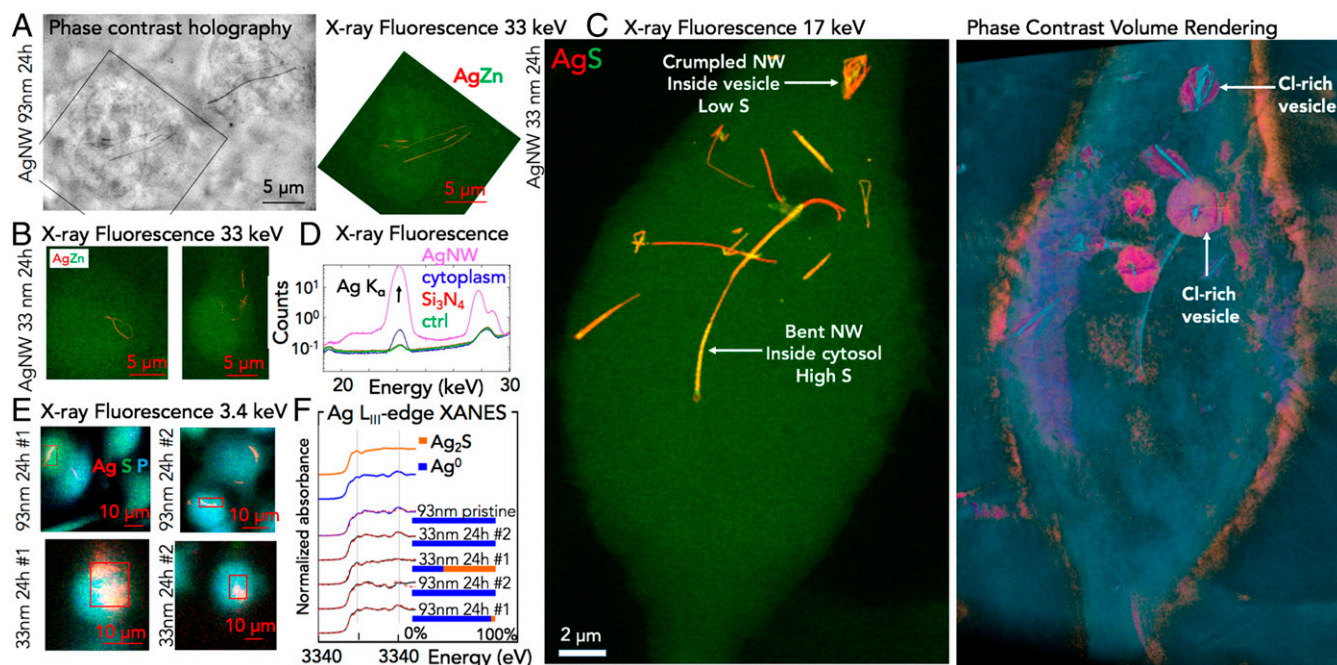 A
Phase contrast holography
X-ray Fluorescence 33 keV
AgNW 93nm 24h
AgZn
5 µm
5 µm
B
X-ray Fluorescence 33 keV
AgNW 33 nm 24h
AgZn
5 µm
5 µm
AgNW 33 nm 24h
C
X-ray Fluorescence 17 keV
AgS
Crumpled NW
Inside vesicle
Low S
Bent NW
Inside cytosol
High S
2 µm
Phase Contrast Volume Rendering
Cl-rich
vesicle
Cl-rich
vesicle
D
X-ray Fluorescence
AgNW
cytoplasm
Si₃N₄
ctrl
Ag Kα
Counts
10¹
10⁰
10⁻¹
20
30
Energy (keV)
E
X-ray Fluorescence 3.4 keV
93nm 24h #1
Ag S P
10 µm
93nm 24h #2
10 µm
33nm 24h #1
10 µm
33nm 24h #2
10 µm
F
Ag LIII-edge XANES
Normalized absorbance
Ag₂S
Ag⁰
93nm pristine
33nm 24h #2
33nm 24h #1
93nm 24h #2
93nm 24h #1
0%
100%
3340
3340
Energy (eV)